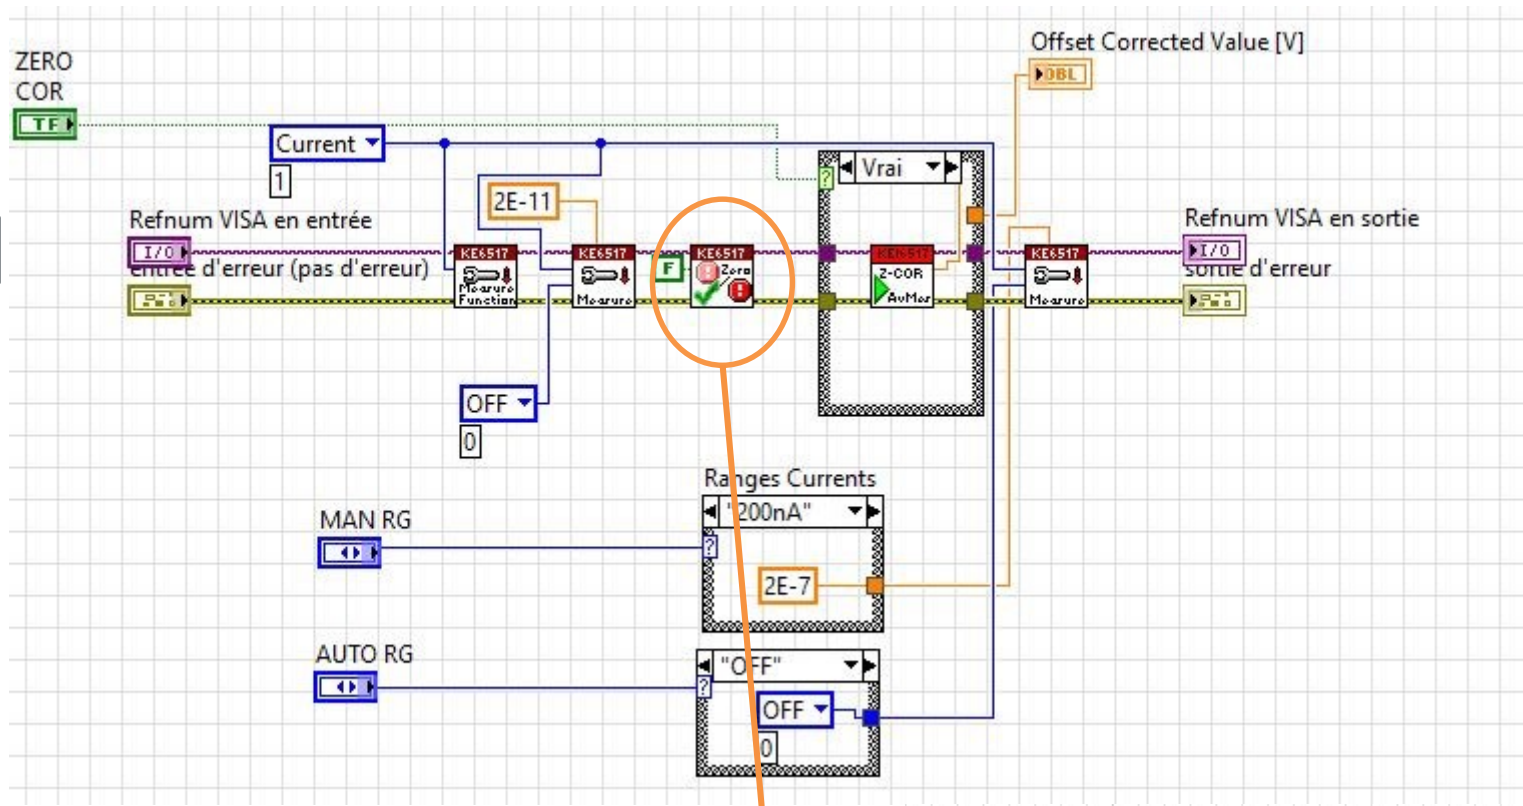 Offset Corrected Value [V]
DBL
ZERO
COR
TF
Current
1
Vrai
?
2E-11
Refnum VISA en entrée
I/O
entrée d'erreur (pas d'erreur)
KE6517
Measure
Function
KE6517
Measure
F
KE6517
Zero
KE6517
Z-COR
AvMes
KE6517
Measure
Refnum VISA en sortie
I/O
sortie d'erreur
OFF
0
Ranges Currents
"200nA"
MAN RG
?
2E-7
AUTO RG
"OFF"
?
OFF
0